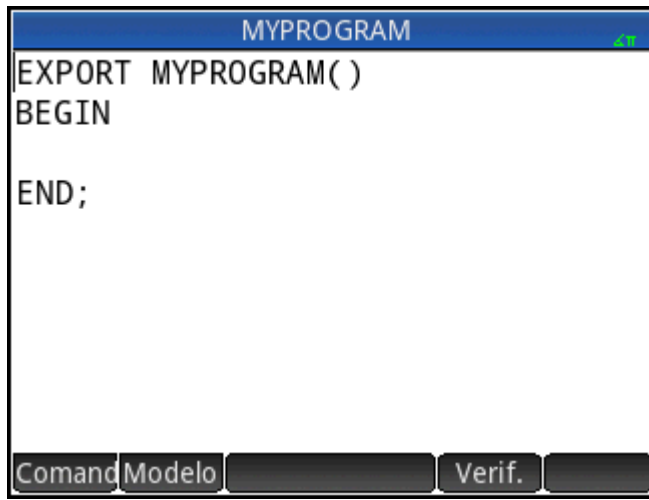 MYPROGRAM
∡π
EXPORT MYPROGRAM()
BEGIN
END;
Comand Modelo Verif.